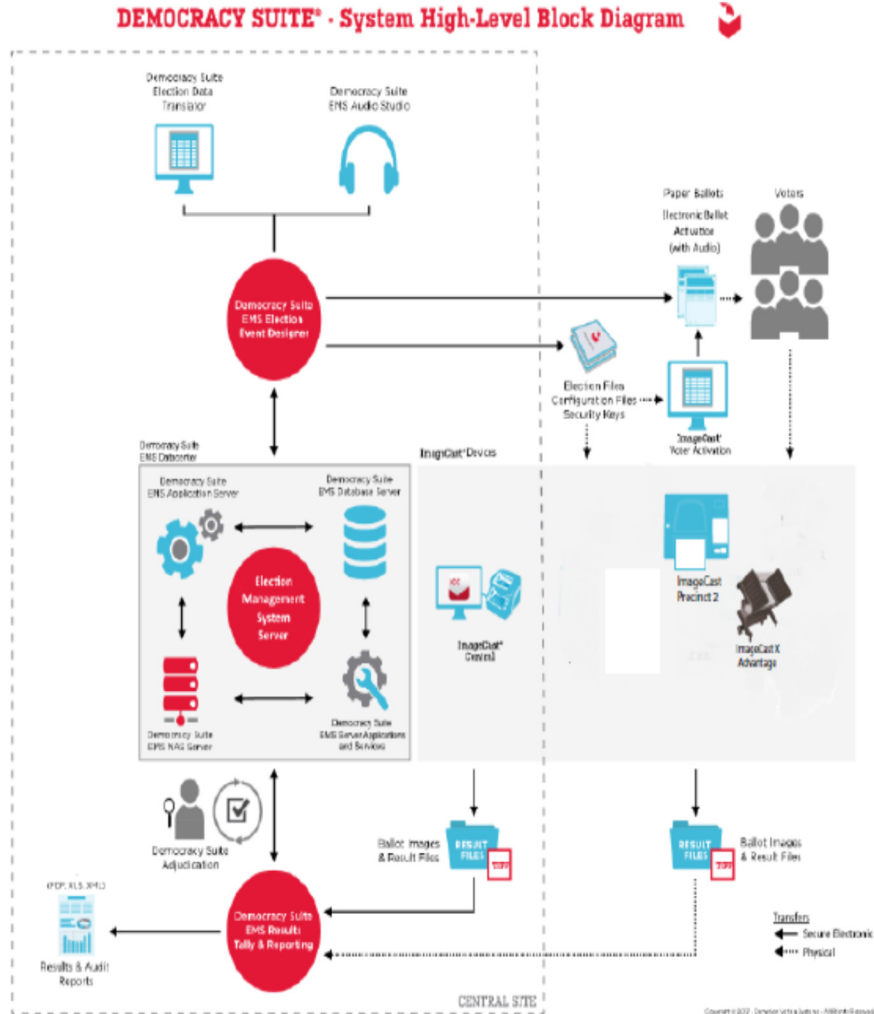 DEMOCRACY SUITE® - System High-Level Block Diagram
Democracy Suite
Election Data
Translator
Democracy Suite
EMS Audio Studio
Paper Ballots
Electronic Ballot
Activation
(with Audio)
Voters
Democracy Suite
EMS Election
Event Designer
Election Files
Configuration Files
Security Keys
ImageCast®
Voter Activation
Democracy Suite
EMS Datacenter
ImageCast® Devices
Democracy Suite
EMS Application Server
Democracy Suite
EMS Database Server
Election
Management
System
Server
ICC
ImageCast®
Central
ImageCast
Precinct 2
ImageCast X
Advantage
Democracy Suite
EMS NAS Server
Democracy Suite
EMS Server Applications
and Services
Democracy Suite
Adjudication
Ballot Images
& Result Files
RESULT
FILES
RESULT
FILES
Ballot Images
& Result Files
(PDF, XLS, XML)
Democracy Suite
EMS Results
Tally & Reporting
Results & Audit
Reports
Transfers
Secure Electronic
Physical
CENTRAL SITE